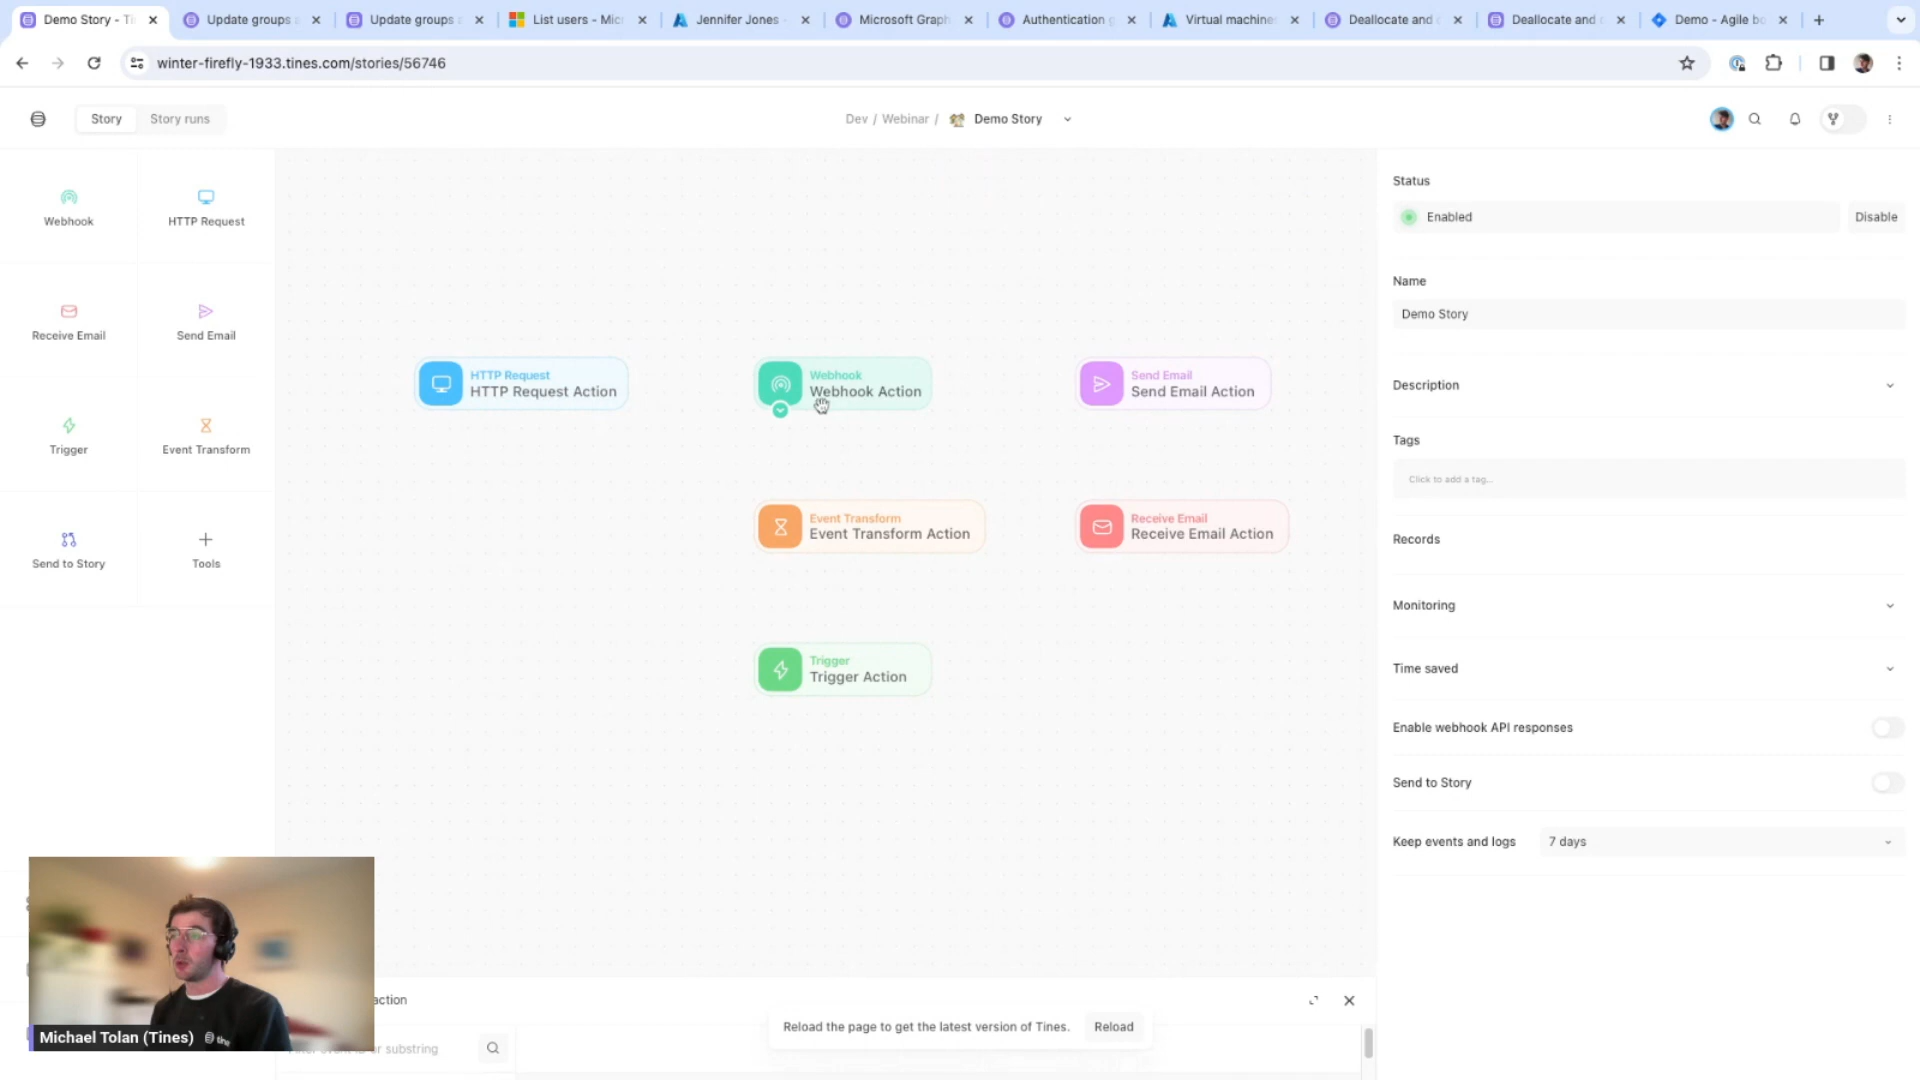 Demo Story - Ti
Update groups a
Update groups a
List users - Micr
Jennifer Jones -
Microsoft Graph
Authentication g
Virtual machine
Deallocate and
Deallocate and
Demo - Agile bo
winter-firefly-1933.tines.com/stories/56746
Story
Story runs
Dev / Webinar / Demo Story
Webhook
HTTP Request
Receive Email
Send Email
Trigger
Event Transform
Send to Story
Tools
HTTP Request
HTTP Request Action
Webhook
Webhook Action
Send Email
Send Email Action
Event Transform
Event Transform Action
Receive Email
Receive Email Action
Trigger
Trigger Action
Status
Enabled
Disable
Name
Demo Story
Description
Tags
Click to add a tag...
Records
Monitoring
Time saved
Enable webhook API responses
Send to Story
Keep events and logs
7 days
action
Reload the page to get the latest version of Tines.
Reload
or substring
Michael Tolan (Tines)